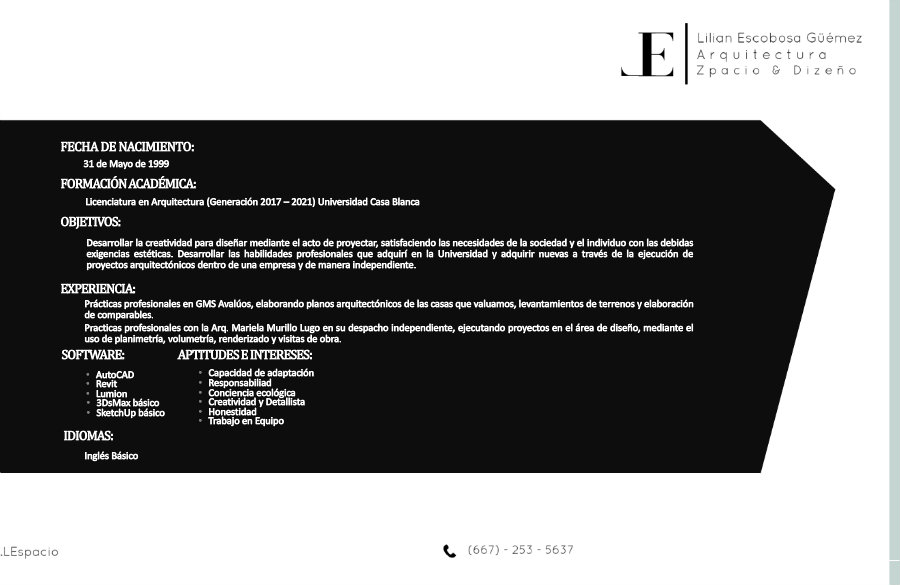 LE
Lilian Escobosa Güémez
Arquitectura
Zpacio & Dizeño
FECHA DE NACIMIENTO:
31 de Mayo de 1999
FORMACIÓN ACADÉMICA:
Licenciatura en Arquitectura (Generación 2017 – 2021) Universidad Casa Blanca
OBJETIVOS:
Desarrollar la creatividad para diseñar mediante el acto de proyectar, satisfaciendo las necesidades de la sociedad y el individuo con las debidas
exigencias estéticas. Desarrollar las habilidades profesionales que adquirí en la Universidad y adquirir nuevas a través de la ejecución de
proyectos arquitectónicos dentro de una empresa y de manera independiente.
EXPERIENCIA:
Prácticas profesionales en GMS Avalúos, elaborando planos arquitectónicos de las casas que valuamos, levantamientos de terrenos y elaboración
de comparables.
Practicas profesionales con la Arq. Mariela Murillo Lugo en su despacho independiente, ejecutando proyectos en el área de diseño, mediante el
uso de planimetría, volumetría, renderizado y visitas de obra.
SOFTWARE:
• AutoCAD
• Revit
• Lumion
• 3DsMax básico
• SketchUp básico
APTITUDES E INTERESES:
• Capacidad de adaptación
• Responsabiliad
• Conciencia ecológica
• Creatividad y Detallista
• Honestidad
• Trabajo en Equipo
IDIOMAS:
Inglés Básico
.LEspacio
(667) - 253 - 5637